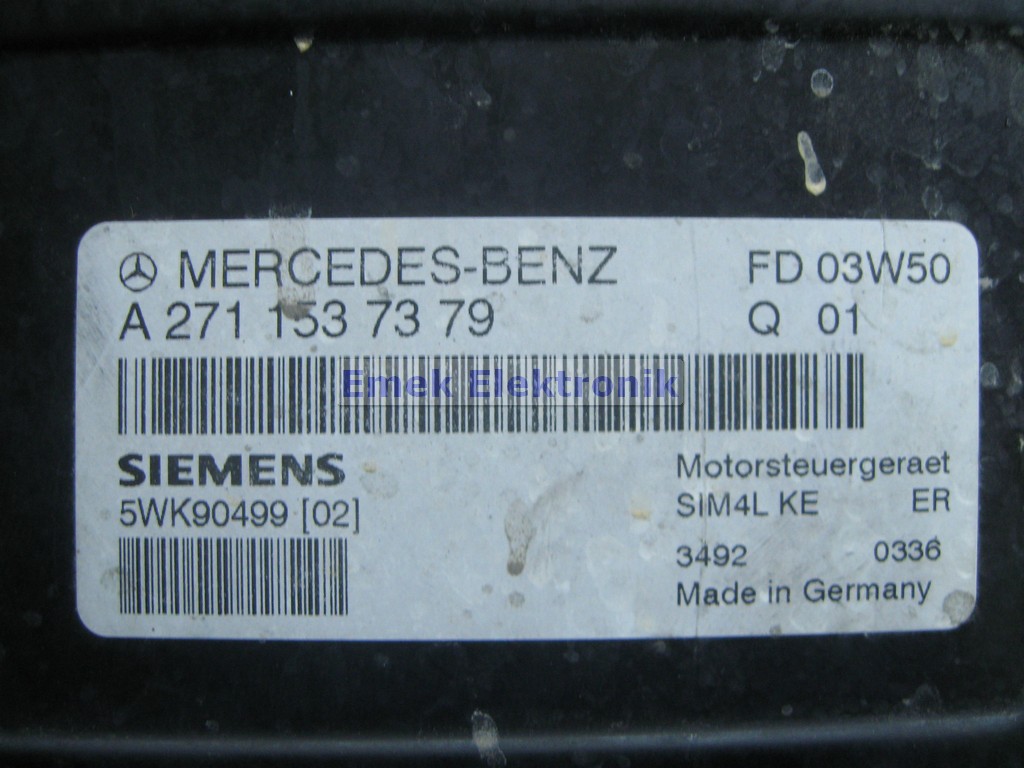 MERCEDES-BENZ FD 03W50
A 271 153 73 79 Q 01
Emek Elektronik
SIEMENS Motorsteuergeraet
5WK90499 [02] SIM4L KE ER
3492 0336
Made in Germany